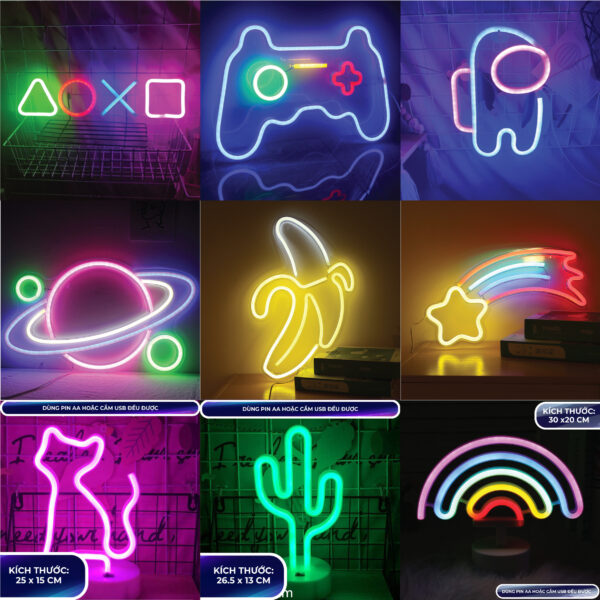 DÙNG PIN AA HOẶC CẮM USB ĐỀU ĐƯỢC
DÙNG PIN AA HOẶC CẮM USB ĐỀU ĐƯỢC
KÍCH THƯỚC:
30 x20 CM
KÍCH THƯỚC:
25 x 15 CM
KÍCH THƯỚC:
26.5 x 13 CM
DÙNG PIN AA HOẶC CẮM USB ĐỀU ĐƯỢC